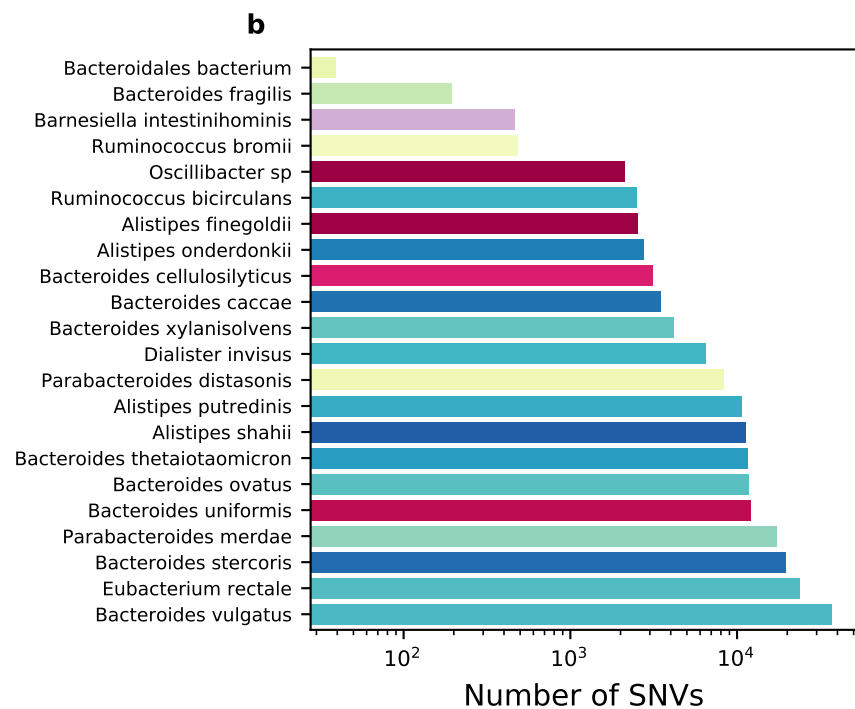 b
Bacteroidales bacterium
Bacteroides fragilis
Barnesiella intestinihominis
Ruminococcus bromii
Oscillibacter sp
Ruminococcus bicirculans
Alistipes finegoldii
Alistipes onderdonkii
Bacteroides cellulosilyticus
Bacteroides caccae
Bacteroides xylanisolvens
Dialister invisus
Parabacteroides distasonis
Alistipes putredinis
Alistipes shahii
Bacteroides thetaiotaomicron
Bacteroides ovatus
Bacteroides uniformis
Parabacteroides merdae
Bacteroides stercoris
Eubacterium rectale
Bacteroides vulgatus
10² 10³ 10⁴
Number of SNVs